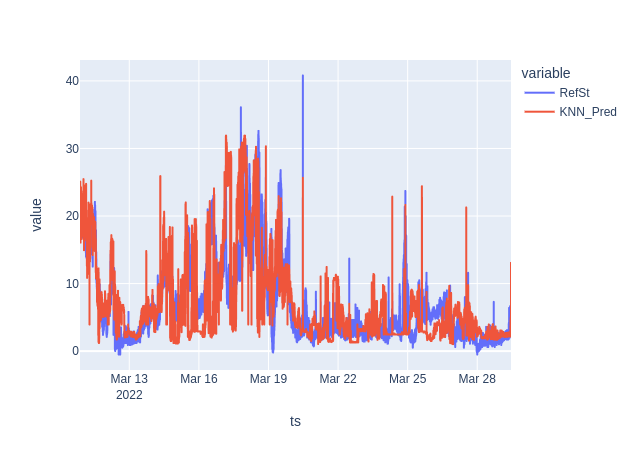 variable
RefSt
KNN_Pred
value
40
30
20
10
0
Mar 13
2022
Mar 16
Mar 19
Mar 22
Mar 25
Mar 28
ts